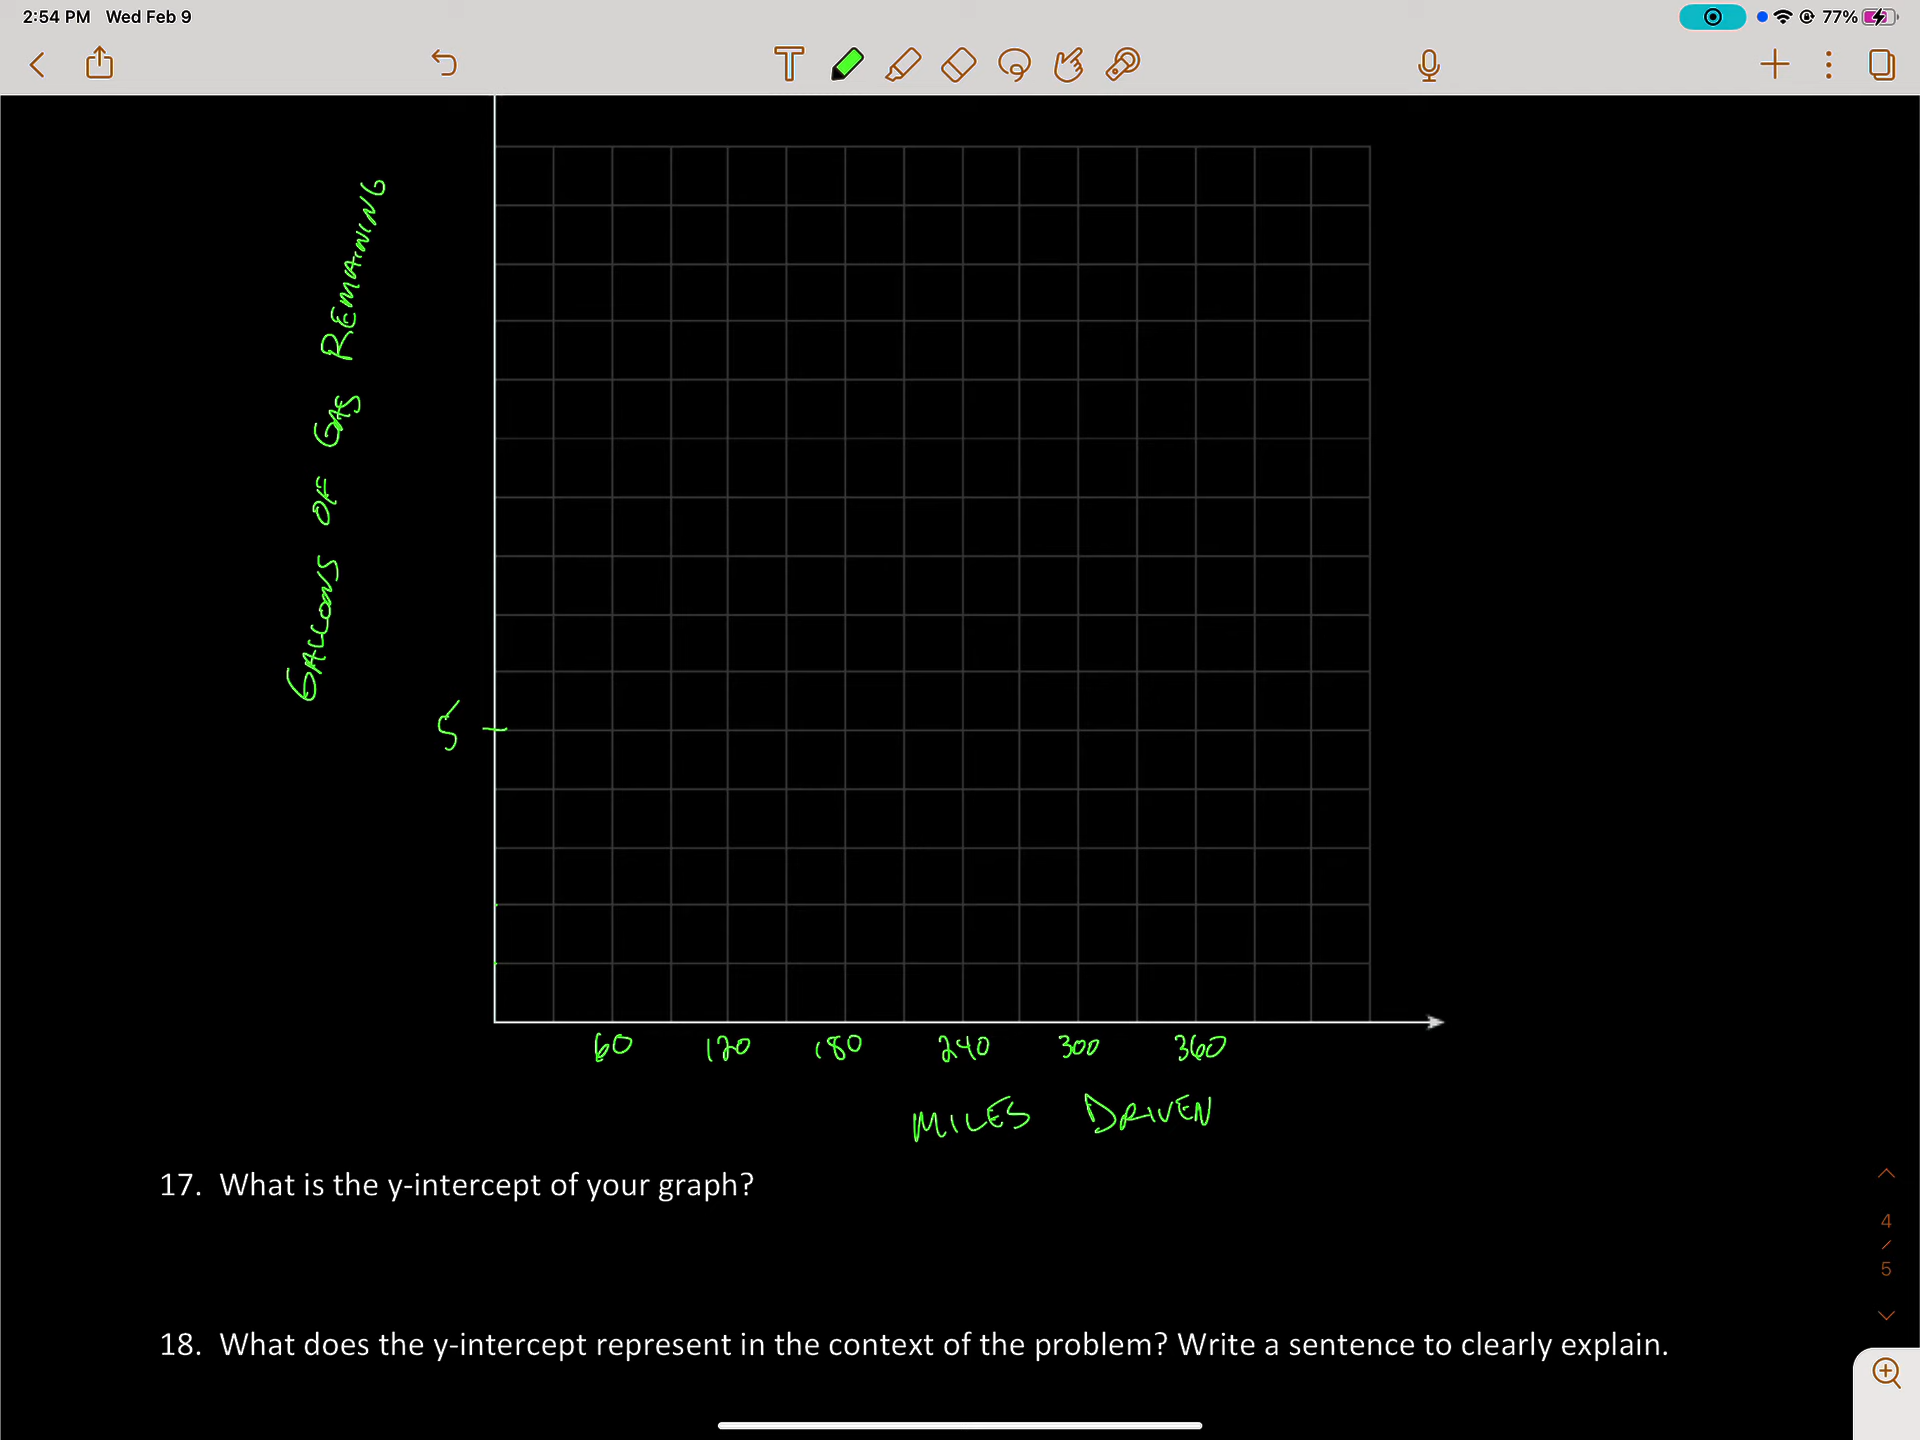 2:54 PM Wed Feb 9
77%
T
GALLONS OF GAS REMAINING
5
60 120 180 240 300 360
MILES DRIVEN
17. What is the y-intercept of your graph?
4
/
5
18. What does the y-intercept represent in the context of the problem? Write a sentence to clearly explain.